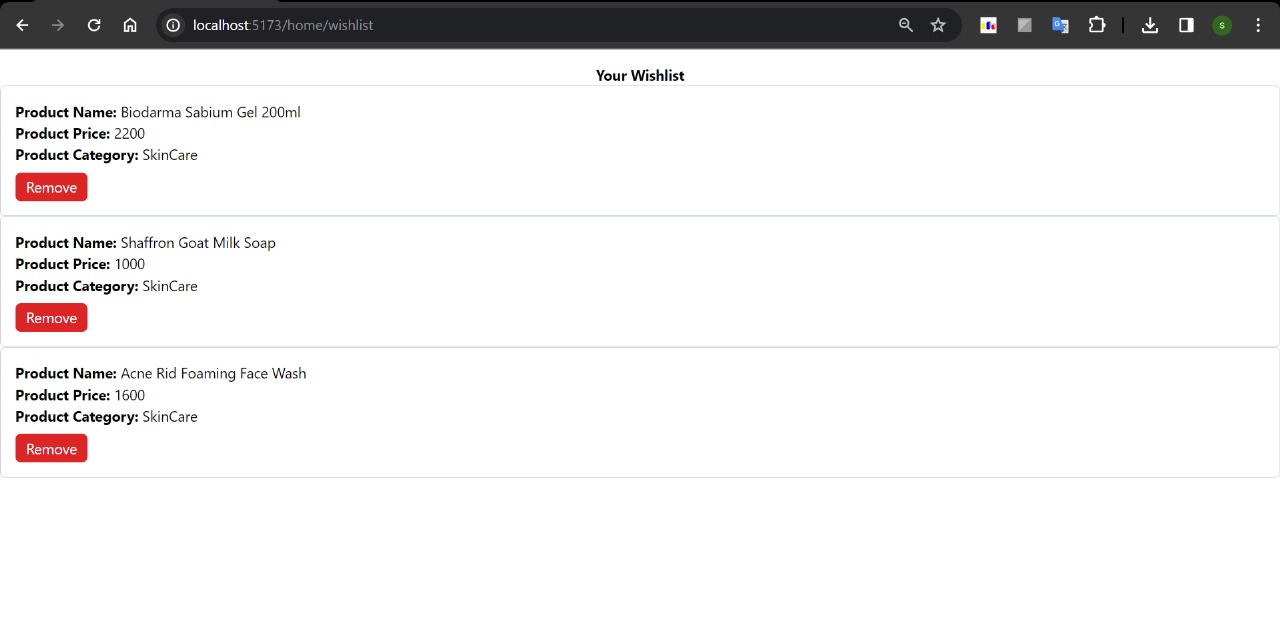 localhost:5173/home/wishlist
S
Your Wishlist
Product Name: Biodarma Sabium Gel 200ml
Product Price: 2200
Product Category: SkinCare
Remove
Product Name: Shaffron Goat Milk Soap
Product Price: 1000
Product Category: SkinCare
Remove
Product Name: Acne Rid Foaming Face Wash
Product Price: 1600
Product Category: SkinCare
Remove